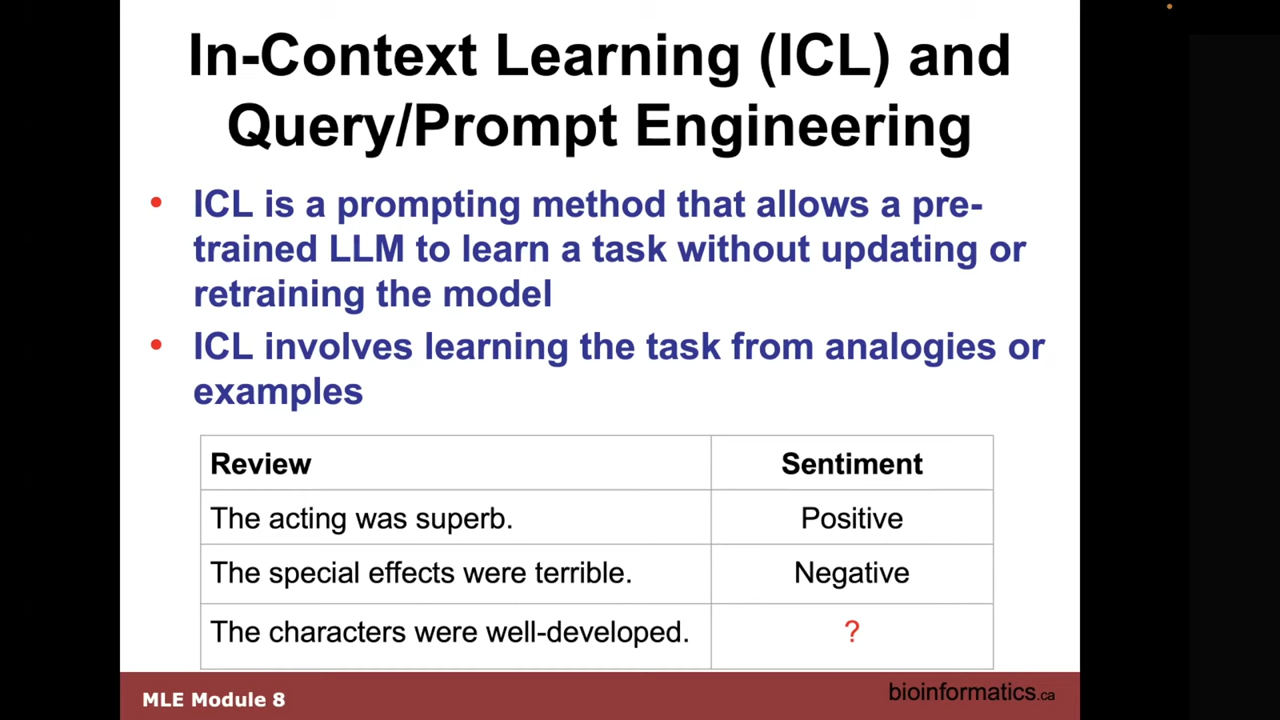 In-Context Learning (ICL) and
Query/Prompt Engineering
• ICL is a prompting method that allows a pre-
trained LLM to learn a task without updating or
retraining the model
• ICL involves learning the task from analogies or
examples
Review Sentiment
The acting was superb. Positive
The special effects were terrible. Negative
The characters were well-developed. ?
MLE Module 8 bioinformatics.ca